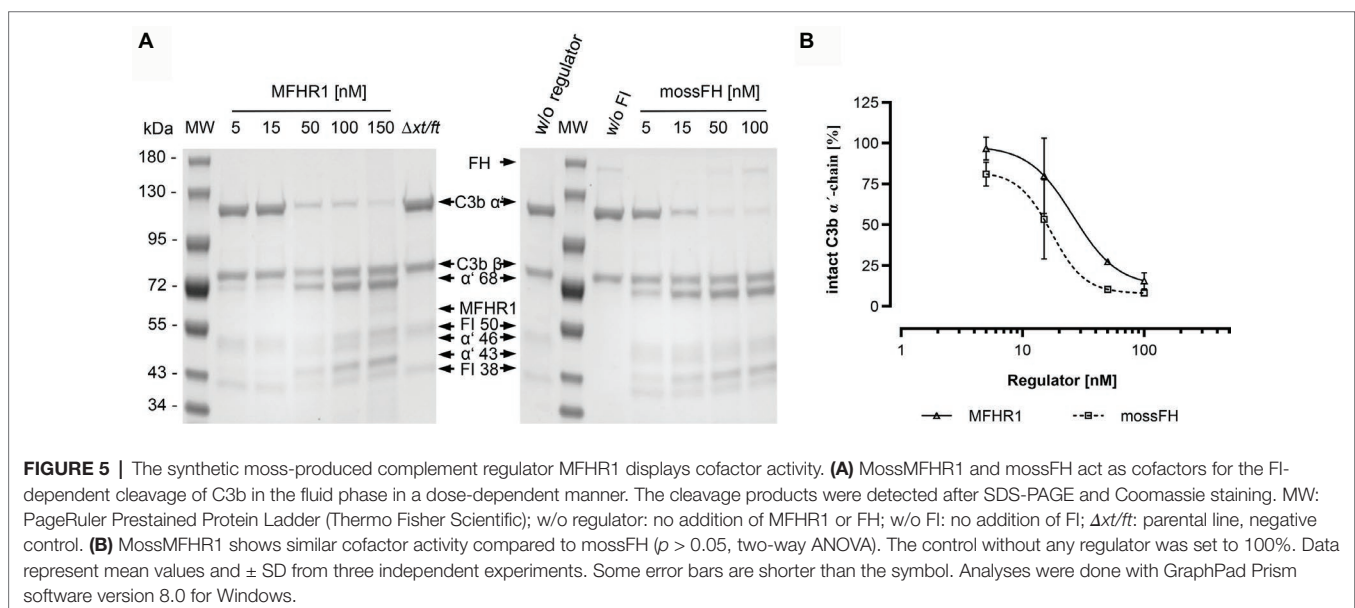 A
B
MFHR1 [nM]
mossFH [nM]
kDa MW 5 15 50 100 150 Δxt/ft
w/o regulator MW w/o FI 5 15 50 100
180 -
130 -
95 -
72 -
55 -
43 -
34 -
FH
C3b α'
C3b β
α' 68
MFHR1
FI 50
α' 46
α' 43
FI 38
intact C3b α´-chain [%]
125
100
75
50
25
0
1 10 100
Regulator [nM]
MFHR1 mossFH
FIGURE 5 | The synthetic moss-produced complement regulator MFHR1 displays cofactor activity. (A) MossMFHR1 and mossFH act as cofactors for the FI-
dependent cleavage of C3b in the fluid phase in a dose-dependent manner. The cleavage products were detected after SDS-PAGE and Coomassie staining. MW:
PageRuler Prestained Protein Ladder (Thermo Fisher Scientific); w/o regulator: no addition of MFHR1 or FH; w/o FI: no addition of FI; Δxt/ft: parental line, negative
control. (B) MossMFHR1 shows similar cofactor activity compared to mossFH (p > 0.05, two-way ANOVA). The control without any regulator was set to 100%. Data
represent mean values and ± SD from three independent experiments. Some error bars are shorter than the symbol. Analyses were done with GraphPad Prism
software version 8.0 for Windows.